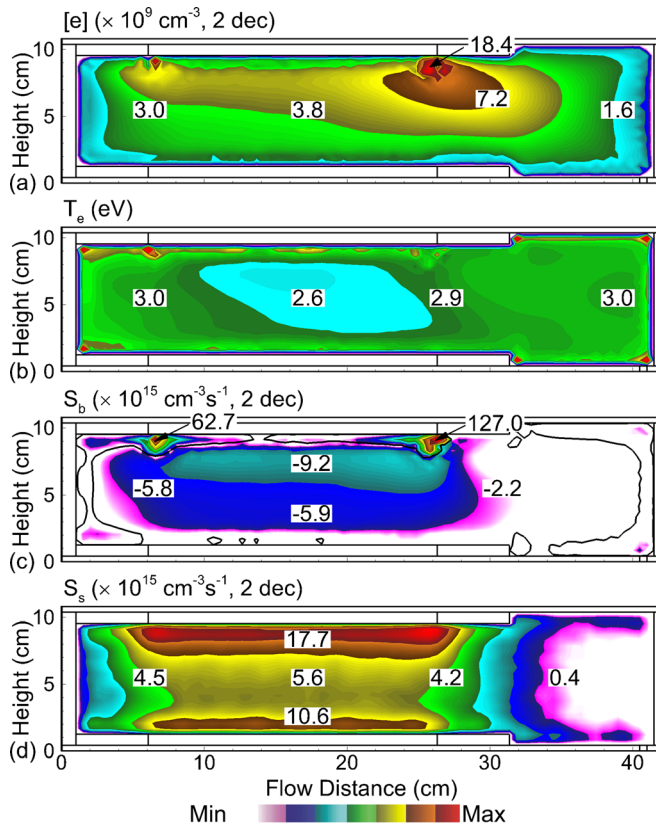 [e] (× 10⁹ cm⁻³, 2 dec)
10
18.4
5
3.0
3.8
7.2
1.6
Height (cm)
(a)
0
Tₑ (eV)
10
5
3.0
2.6
2.9
3.0
Height (cm)
(b)
0
S_b (× 10¹⁵ cm⁻³s⁻¹, 2 dec)
10
62.7
127.0
-9.2
5
-5.8
-5.9
-2.2
Height (cm)
(c)
0
Sₛ (× 10¹⁵ cm⁻³s⁻¹, 2 dec)
10
17.7
5
4.5
5.6
4.2
0.4
10.6
Height (cm)
(d)
0
0 10 20 30 40
Flow Distance (cm)
Min Max